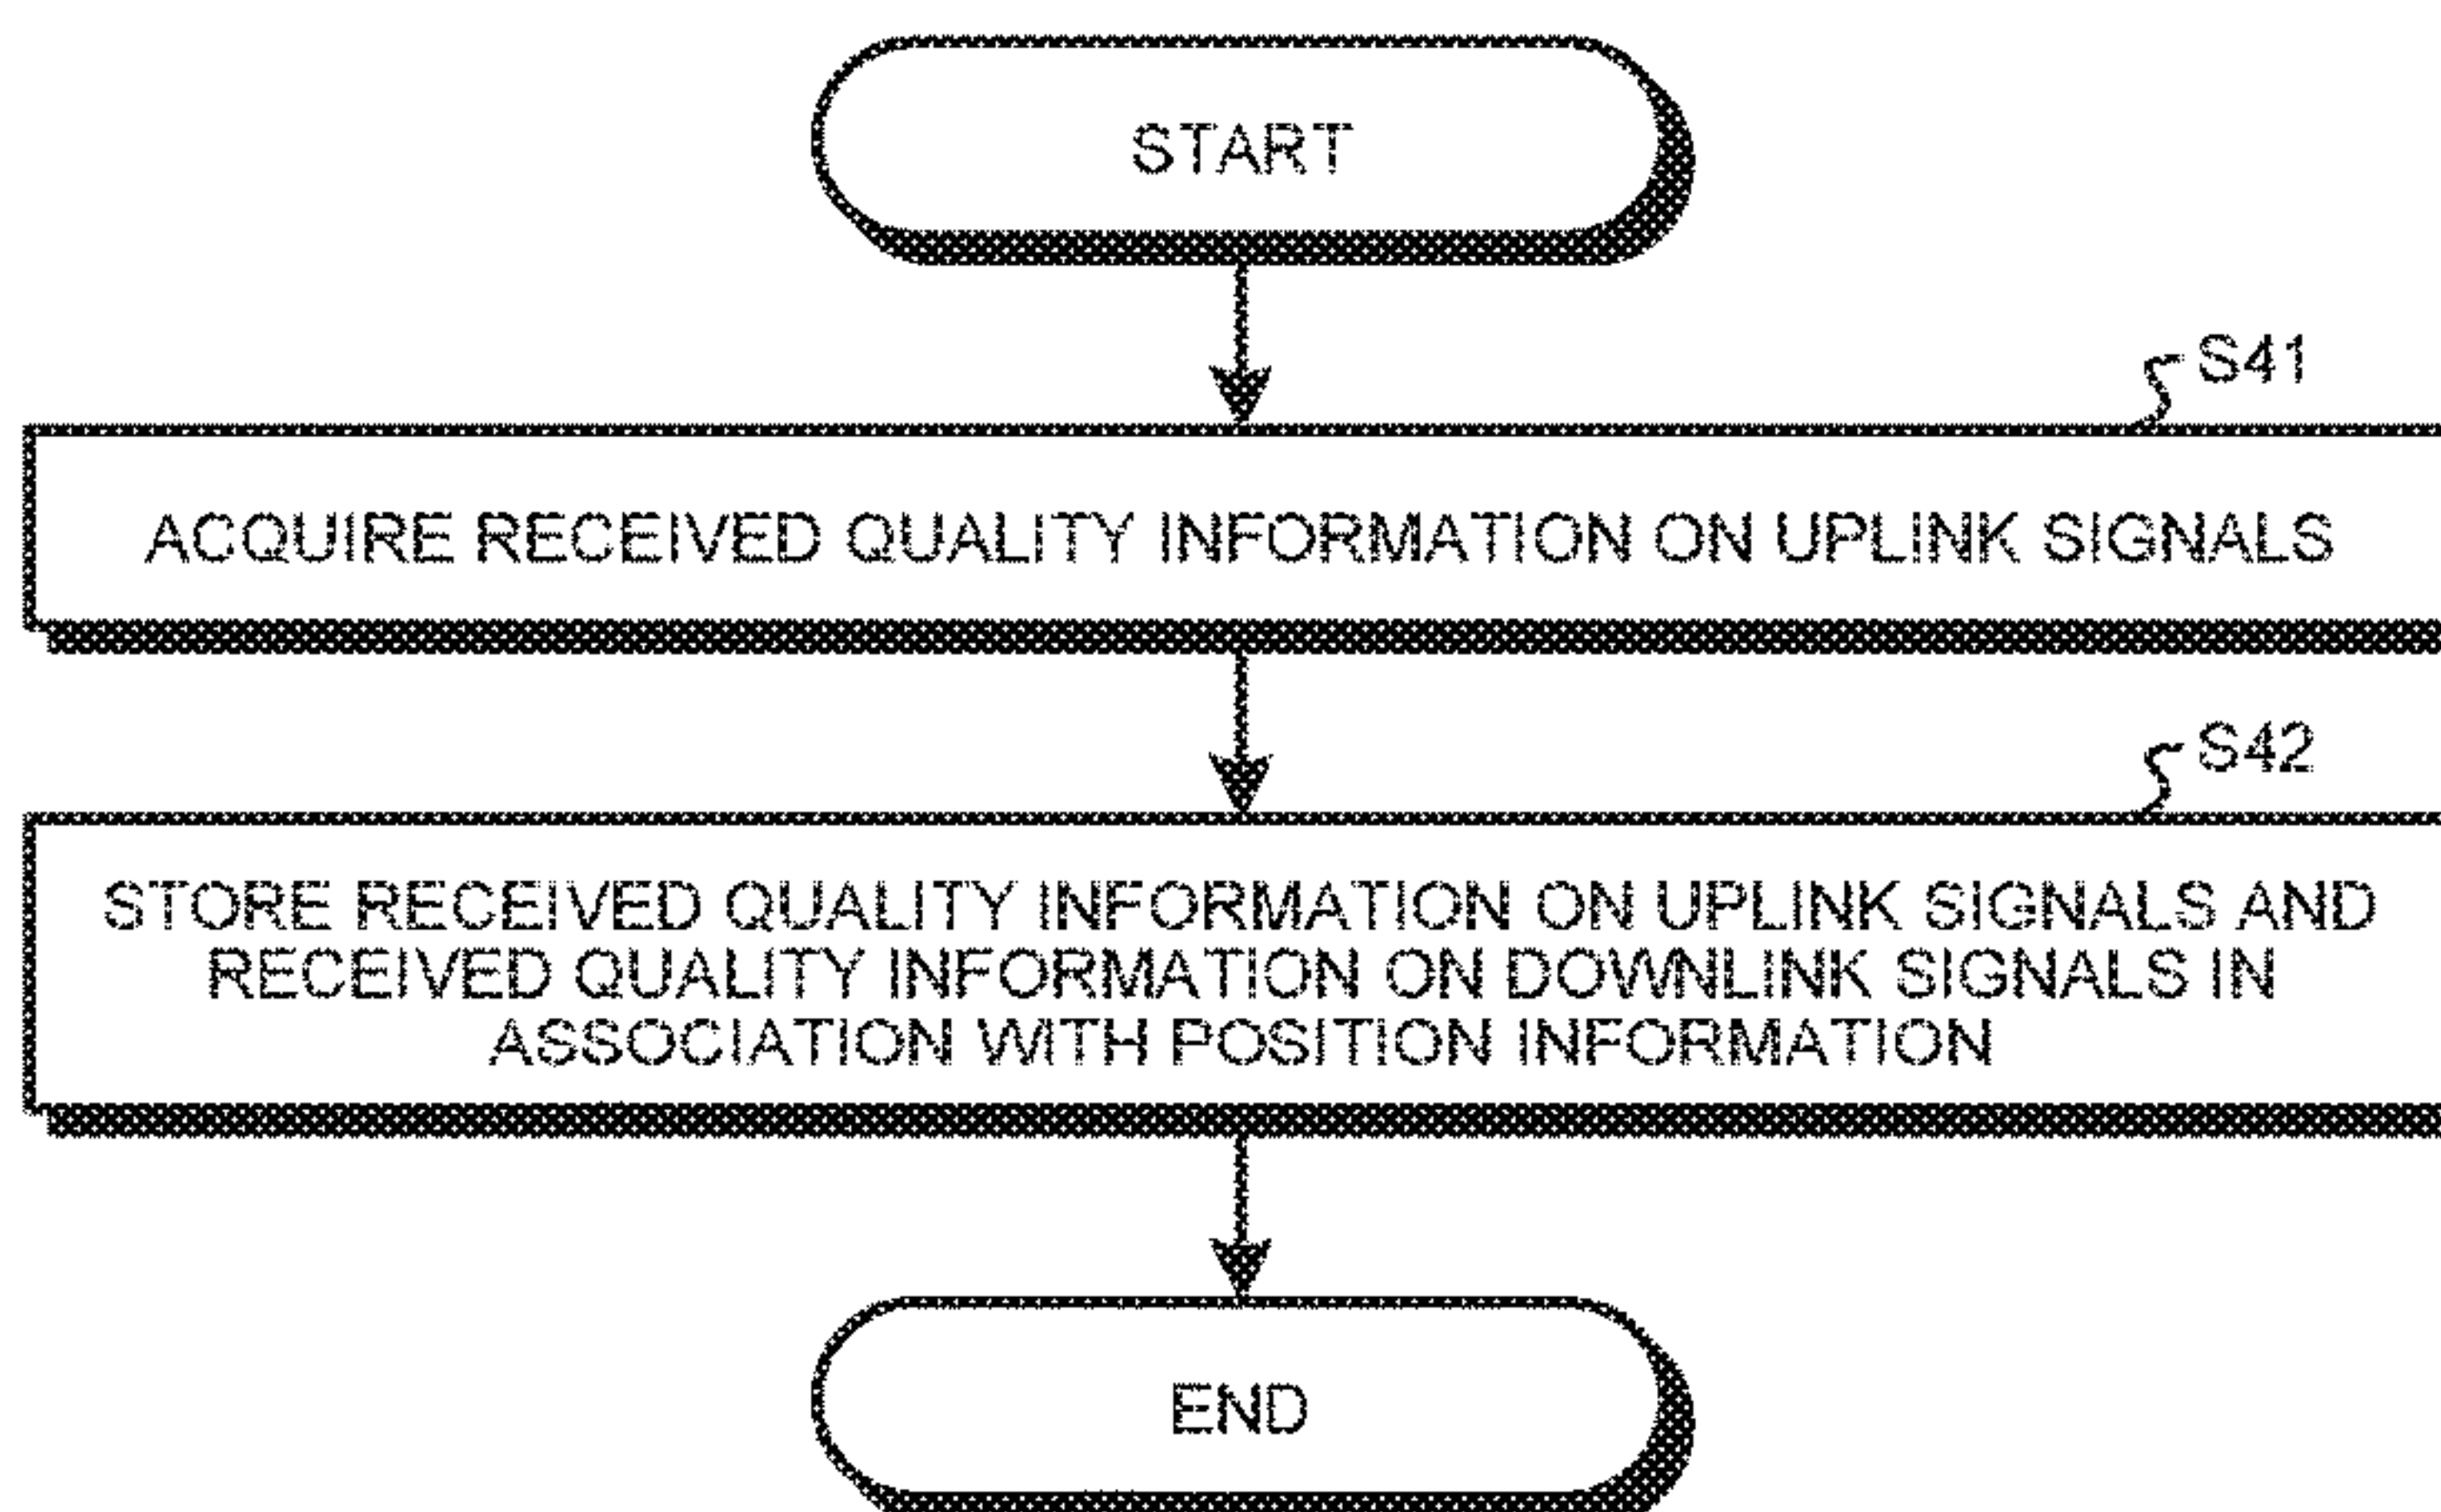 START
S41
ACQUIRE RECEIVED QUALITY INFORMATION ON UPLINK SIGNALS
S42
STORE RECEIVED QUALITY INFORMATION ON UPLINK SIGNALS AND
RECEIVED QUALITY INFORMATION ON DOWNLINK SIGNALS IN
ASSOCIATION WITH POSITION INFORMATION
END